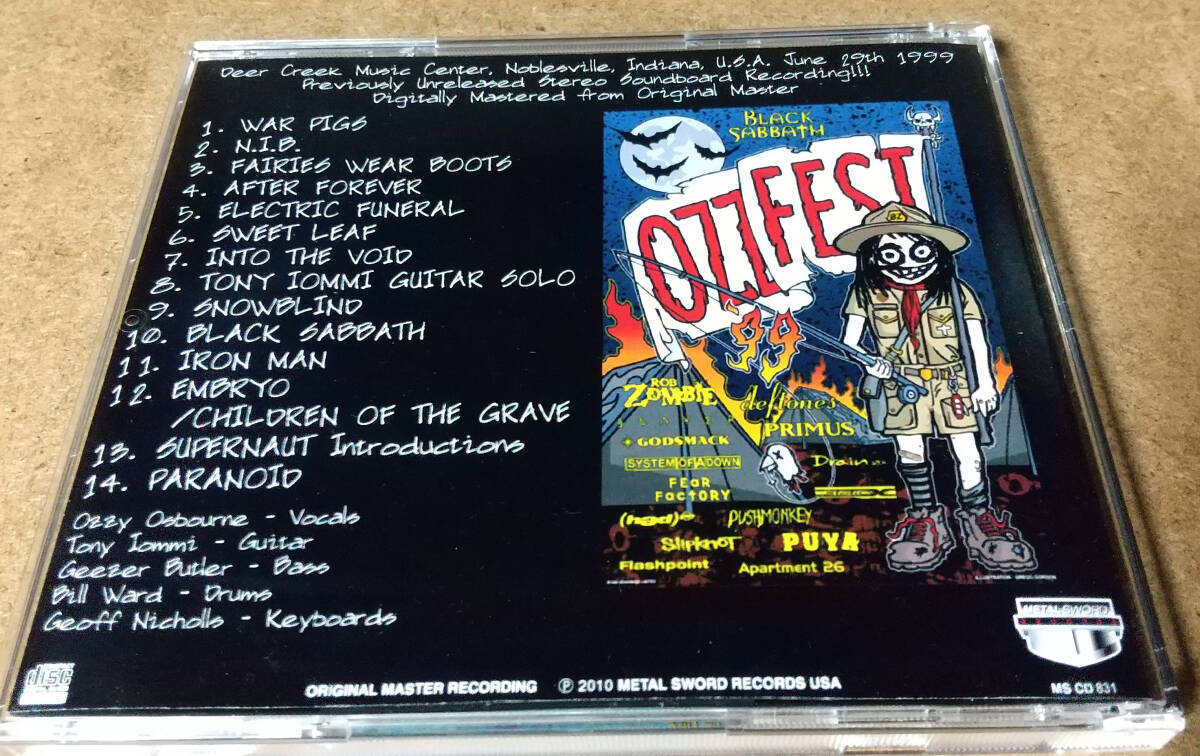 Deer Creek Music Center, Noblesville, Indiana, U.S.A. June 29th 1999
Previously Unreleased Stereo Soundboard Recording!!!
Digitally Mastered from Original Master
1. WAR PIGS
2. N.I.B.
3. FAIRIES WEAR BOOTS
4. AFTER FOREVER
5. ELECTRIC FUNERAL
6. SWEET LEAF
7. INTO THE VOID
8. TONY IOMMI GUITAR SOLO
9. SNOWBLIND
10. BLACK SABBATH
11. IRON MAN
12. EMBRYO
/CHILDREN OF THE GRAVE
13. SUPERNAUT Introductions
14. PARANOID
Ozzy Osbourne - Vocals
Tony Iommi - Guitar
Geezer Butler - Bass
Bill Ward - Drums
Geoff Nicholls - Keyboards
BLACK
SABBATH
OZZFEST
'99
OZ
ROB
ZOMBIE
deftones
SLAYER
PRIMUS
GODSMACK
SYSTEM OF A DOWN
Drain
FEAR
FACTORY
(hed)pe
PUSHMONKEY
SLIPKNOT
PUYA
Flashpoint
Apartment 26
METAL SWORD
disc
ORIGINAL MASTER RECORDING ℗ 2010 METAL SWORD RECORDS USA
MS CD 831